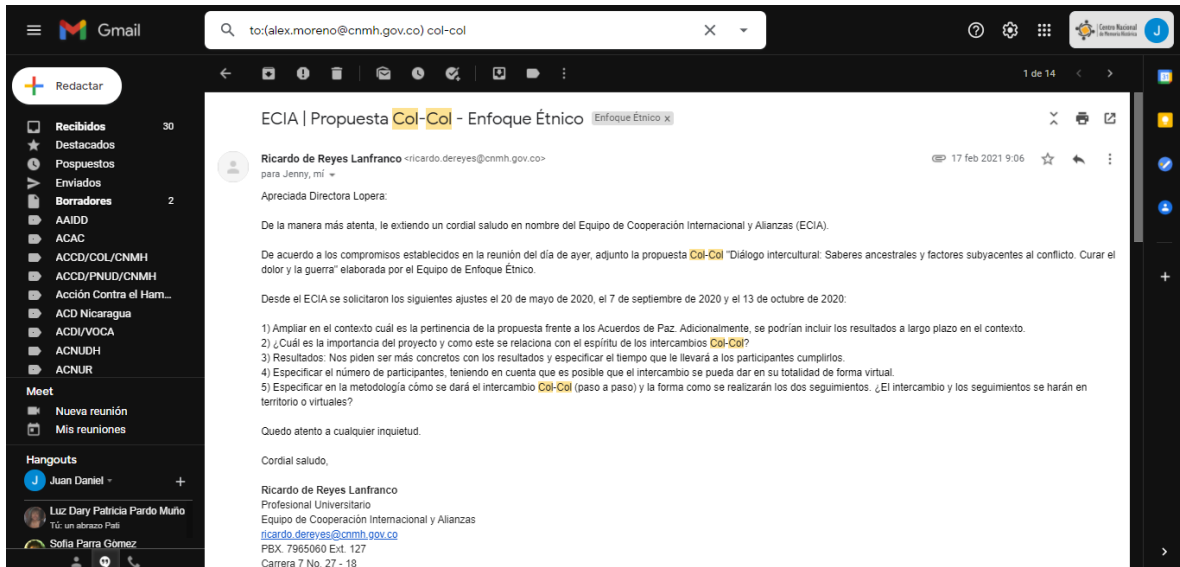 Gmail
to:(alex.moreno@cnmh.gov.co) col-col
Centro Nacional
de Memoria Histórica
J
Redactar
1 de 14
Recibidos 30
Destacados
Pospuestos
Enviados
Borradores 2
AAIDD
ACAC
ACCD/COL/CNMH
ACCD/PNUD/CNMH
Acción Contra el Ham...
ACD Nicaragua
ACDI/VOCA
ACNUDH
ACNUR
Meet
Nueva reunión
Mis reuniones
Hangouts
J Juan Daniel
Luz Dary Patricia Pardo Muño
Tú: un abrazo Pati
Sofia Parra Gómez
ECIA | Propuesta Col-Col - Enfoque Étnico Enfoque Étnico x
Ricardo de Reyes Lanfranco <ricardo.dereyes@cnmh.gov.co> 17 feb 2021 9:06
para Jenny, mí
Apreciada Directora Lopera:
De la manera más atenta, le extiendo un cordial saludo en nombre del Equipo de Cooperación Internacional y Alianzas (ECIA).
De acuerdo a los compromisos establecidos en la reunión del día de ayer, adjunto la propuesta Col-Col "Diálogo intercultural: Saberes ancestrales y factores subyacentes al conflicto. Curar el
dolor y la guerra" elaborada por el Equipo de Enfoque Étnico.
Desde el ECIA se solicitaron los siguientes ajustes el 20 de mayo de 2020, el 7 de septiembre de 2020 y el 13 de octubre de 2020:
1) Ampliar en el contexto cuál es la pertinencia de la propuesta frente a los Acuerdos de Paz. Adicionalmente, se podrían incluir los resultados a largo plazo en el contexto.
2) ¿Cuál es la importancia del proyecto y como este se relaciona con el espíritu de los intercambios Col-Col?
3) Resultados: Nos piden ser más concretos con los resultados y especificar el tiempo que le llevará a los participantes cumplirlos.
4) Especificar el número de participantes, teniendo en cuenta que es posible que el intercambio se pueda dar en su totalidad de forma virtual.
5) Especificar en la metodología cómo se dará el intercambio Col-Col (paso a paso) y la forma como se realizarán los dos seguimientos. ¿El intercambio y los seguimientos se harán en
territorio o virtuales?
Quedo atento a cualquier inquietud.
Cordial saludo,
Ricardo de Reyes Lanfranco
Profesional Universitario
Equipo de Cooperación Internacional y Alianzas
ricardo.dereyes@cnmh.gov.co
PBX. 7965060 Ext. 127
Carrera 7 No. 27 - 18